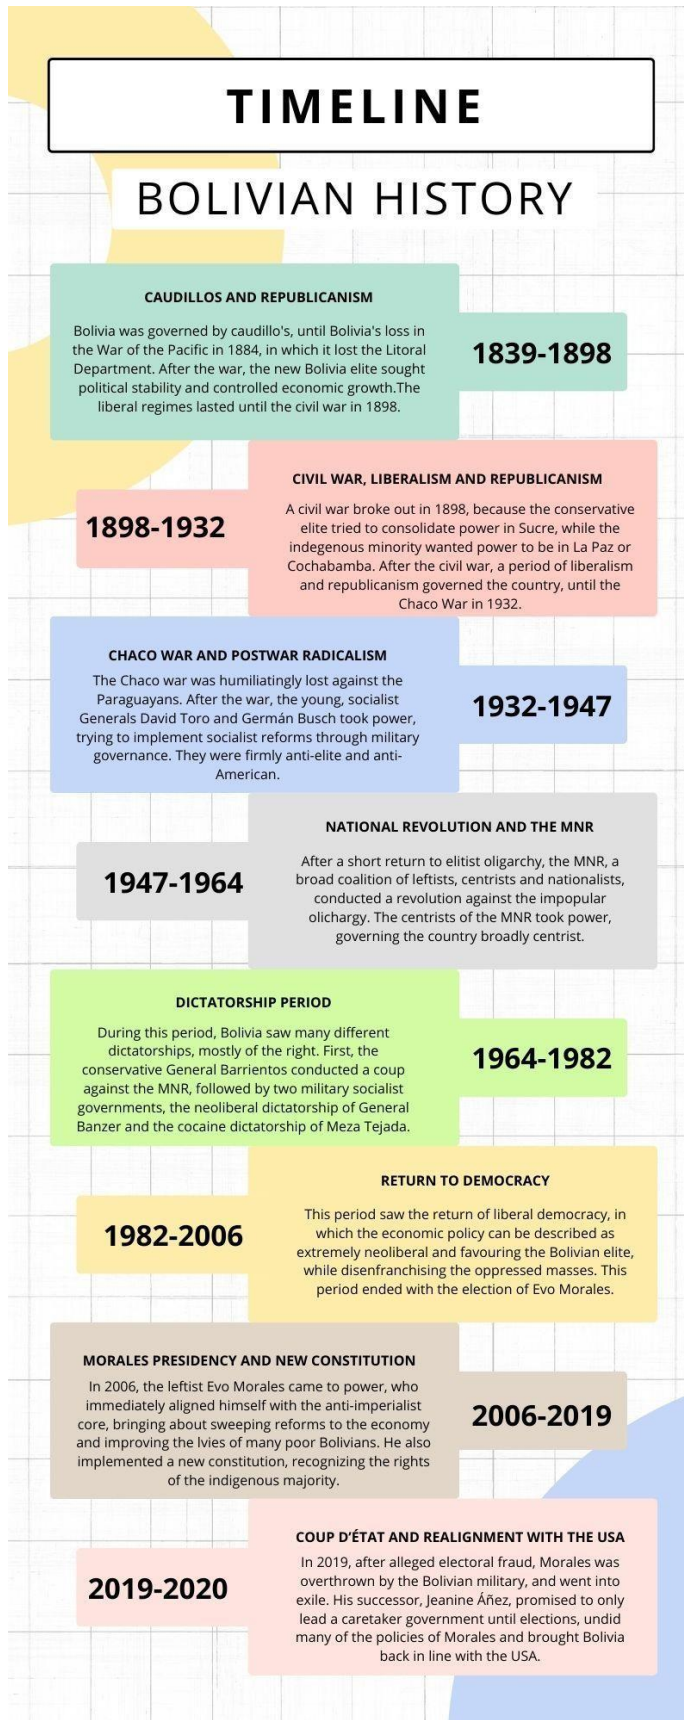 TIMELINE
BOLIVIAN HISTORY
CAUDILLOS AND REPUBLICANISM
Bolivia was governed by caudillo's, until Bolivia's loss in
the War of the Pacific in 1884, in which it lost the Litoral
Department. After the war, the new Bolivia elite sought
political stability and controlled economic growth.The
liberal regimes lasted until the civil war in 1898.
1839-1898
CIVIL WAR, LIBERALISM AND REPUBLICANISM
A civil war broke out in 1898, because the conservative
elite tried to consolidate power in Sucre, while the
indegenous minority wanted power to be in La Paz or
Cochabamba. After the civil war, a period of liberalism
and republicanism governed the country, until the
Chaco War in 1932.
1898-1932
CHACO WAR AND POSTWAR RADICALISM
The Chaco war was humiliatingly lost against the
Paraguayans. After the war, the young, socialist
Generals David Toro and Germán Busch took power,
trying to implement socialist reforms through military
governance. They were firmly anti-elite and anti-
American.
1932-1947
NATIONAL REVOLUTION AND THE MNR
After a short return to elitist oligarchy, the MNR, a
broad coalition of leftists, centrists and nationalists,
conducted a revolution against the impopular
olichargy. The centrists of the MNR took power,
governing the country broadly centrist.
1947-1964
DICTATORSHIP PERIOD
During this period, Bolivia saw many different
dictatorships, mostly of the right. First, the
conservative General Barrientos conducted a coup
against the MNR, followed by two military socialist
governments, the neoliberal dictatorship of General
Banzer and the cocaine dictatorship of Meza Tejada.
1964-1982
RETURN TO DEMOCRACY
This period saw the return of liberal democracy, in
which the economic policy can be described as
extremely neoliberal and favouring the Bolivian elite,
while disenfranchising the oppressed masses. This
period ended with the election of Evo Morales.
1982-2006
MORALES PRESIDENCY AND NEW CONSTITUTION
In 2006, the leftist Evo Morales came to power, who
immediately aligned himself with the anti-imperialist
core, bringing about sweeping reforms to the economy
and improving the lvies of many poor Bolivians. He also
implemented a new constitution, recognizing the rights
of the indigenous majority.
2006-2019
COUP D'ÉTAT AND REALIGNMENT WITH THE USA
In 2019, after alleged electoral fraud, Morales was
overthrown by the Bolivian military, and went into
exile. His successor, Jeanine Áñez, promised to only
lead a caretaker government until elections, undid
many of the policies of Morales and brought Bolivia
back in line with the USA.
2019-2020